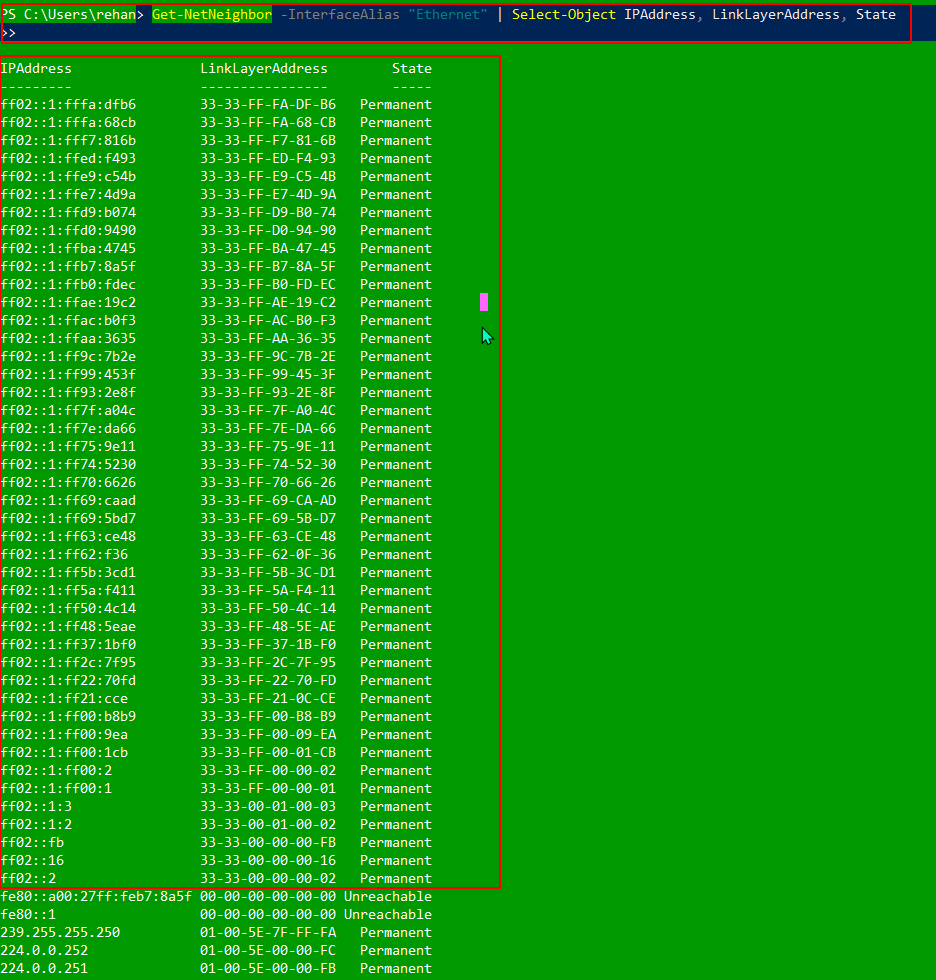 PS C:\Users\rehan> Get-NetNeighbor -InterfaceAlias "Ethernet" | Select-Object IPAddress, LinkLayerAddress, State
>>
IPAddress LinkLayerAddress State
--------- ---------------- -----
ff02::1:fffa:dfb6 33-33-FF-FA-DF-B6 Permanent
ff02::1:fffa:68cb 33-33-FF-FA-68-CB Permanent
ff02::1:fff7:816b 33-33-FF-F7-81-6B Permanent
ff02::1:ffed:f493 33-33-FF-ED-F4-93 Permanent
ff02::1:ffe9:c54b 33-33-FF-E9-C5-4B Permanent
ff02::1:ffe7:4d9a 33-33-FF-E7-4D-9A Permanent
ff02::1:ffd9:b074 33-33-FF-D9-B0-74 Permanent
ff02::1:ffd0:9490 33-33-FF-D0-94-90 Permanent
ff02::1:ffba:4745 33-33-FF-BA-47-45 Permanent
ff02::1:ffb7:8a5f 33-33-FF-B7-8A-5F Permanent
ff02::1:ffb0:fdec 33-33-FF-B0-FD-EC Permanent
ff02::1:ffae:19c2 33-33-FF-AE-19-C2 Permanent
ff02::1:ffac:b0f3 33-33-FF-AC-B0-F3 Permanent
ff02::1:ffaa:3635 33-33-FF-AA-36-35 Permanent
ff02::1:ff9c:7b2e 33-33-FF-9C-7B-2E Permanent
ff02::1:ff99:453f 33-33-FF-99-45-3F Permanent
ff02::1:ff93:2e8f 33-33-FF-93-2E-8F Permanent
ff02::1:ff7f:a04c 33-33-FF-7F-A0-4C Permanent
ff02::1:ff7e:da66 33-33-FF-7E-DA-66 Permanent
ff02::1:ff75:9e11 33-33-FF-75-9E-11 Permanent
ff02::1:ff74:5230 33-33-FF-74-52-30 Permanent
ff02::1:ff70:6626 33-33-FF-70-66-26 Permanent
ff02::1:ff69:caad 33-33-FF-69-CA-AD Permanent
ff02::1:ff69:5bd7 33-33-FF-69-5B-D7 Permanent
ff02::1:ff63:ce48 33-33-FF-63-CE-48 Permanent
ff02::1:ff62:f36 33-33-FF-62-0F-36 Permanent
ff02::1:ff5b:3cd1 33-33-FF-5B-3C-D1 Permanent
ff02::1:ff5a:f411 33-33-FF-5A-F4-11 Permanent
ff02::1:ff50:4c14 33-33-FF-50-4C-14 Permanent
ff02::1:ff48:5eae 33-33-FF-48-5E-AE Permanent
ff02::1:ff37:1bf0 33-33-FF-37-1B-F0 Permanent
ff02::1:ff2c:7f95 33-33-FF-2C-7F-95 Permanent
ff02::1:ff22:70fd 33-33-FF-22-70-FD Permanent
ff02::1:ff21:cce 33-33-FF-21-0C-CE Permanent
ff02::1:ff00:b8b9 33-33-FF-00-B8-B9 Permanent
ff02::1:ff00:9ea 33-33-FF-00-09-EA Permanent
ff02::1:ff00:1cb 33-33-FF-00-01-CB Permanent
ff02::1:ff00:2 33-33-FF-00-00-02 Permanent
ff02::1:ff00:1 33-33-FF-00-00-01 Permanent
ff02::1:3 33-33-00-01-00-03 Permanent
ff02::1:2 33-33-00-01-00-02 Permanent
ff02::fb 33-33-00-00-00-FB Permanent
ff02::16 33-33-00-00-00-16 Permanent
ff02::2 33-33-00-00-00-02 Permanent
fe80::a00:27ff:feb7:8a5f 00-00-00-00-00-00 Unreachable
fe80::1 00-00-00-00-00-00 Unreachable
239.255.255.250 01-00-5E-7F-FF-FA Permanent
224.0.0.252 01-00-5E-00-00-FC Permanent
224.0.0.251 01-00-5E-00-00-FB Permanent